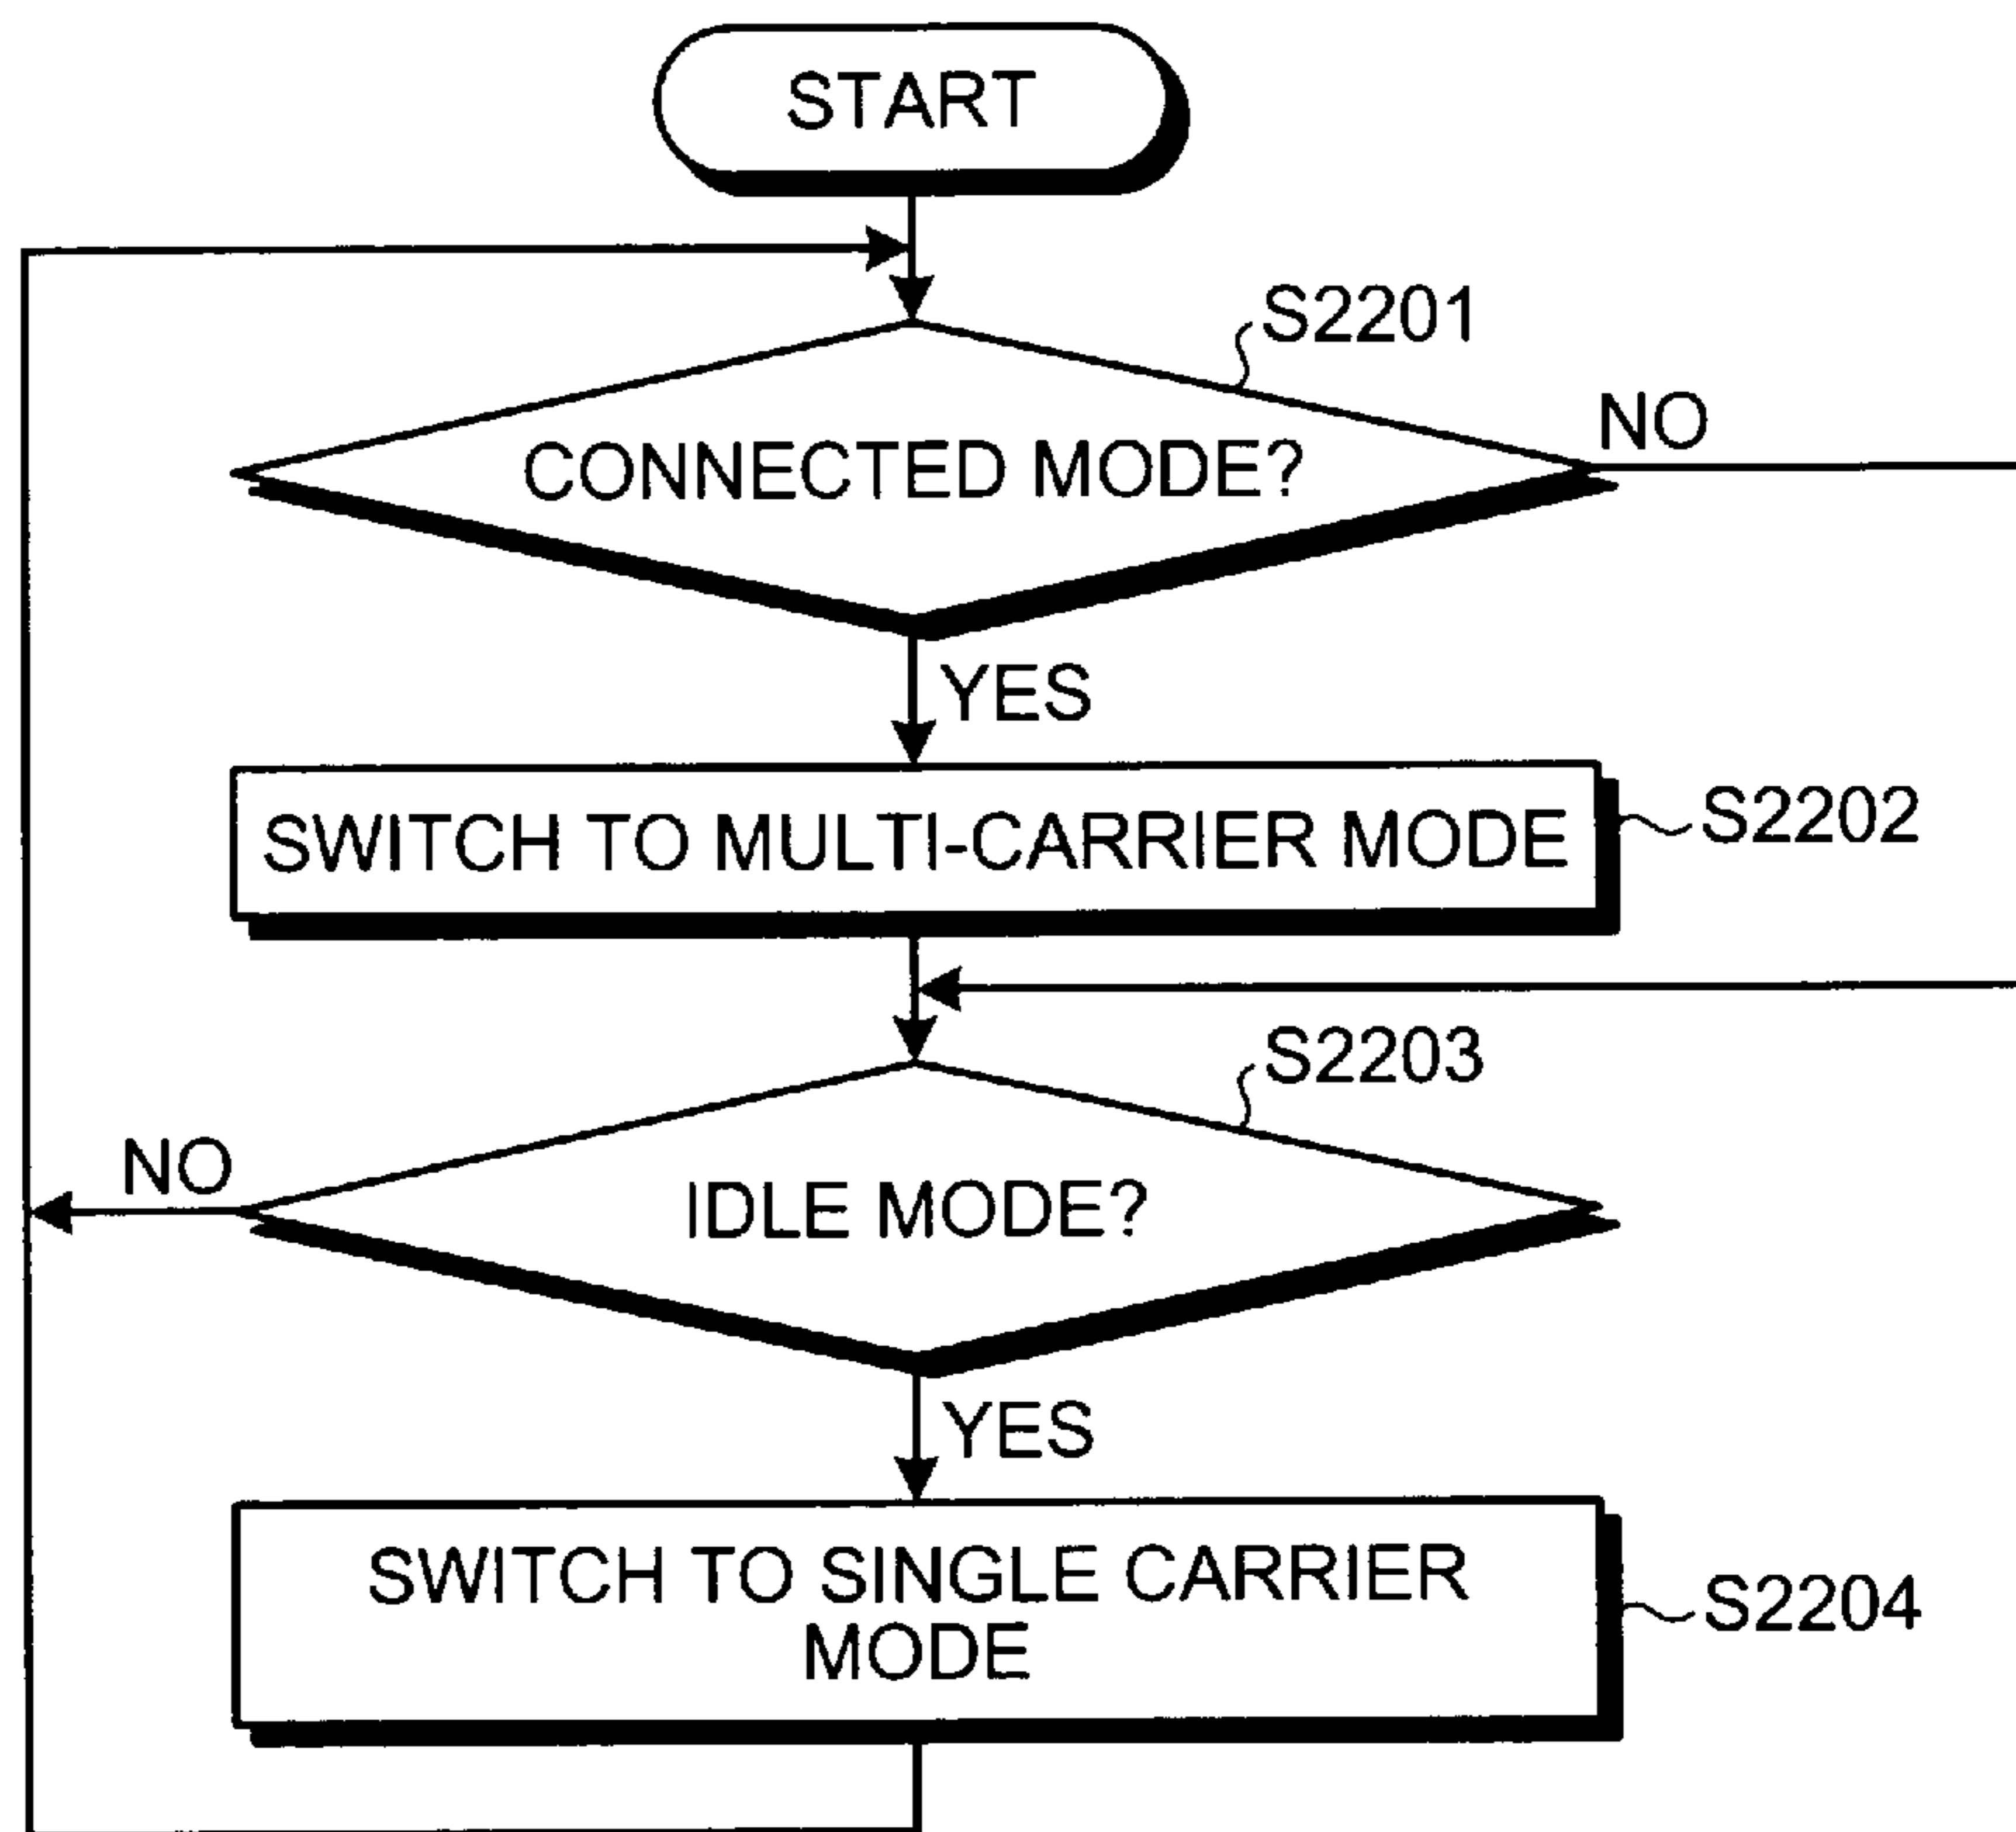 START
S2201
NO
CONNECTED MODE?
YES
SWITCH TO MULTI-CARRIER MODE
S2202
S2203
NO
IDLE MODE?
YES
SWITCH TO SINGLE CARRIER
MODE
S2204